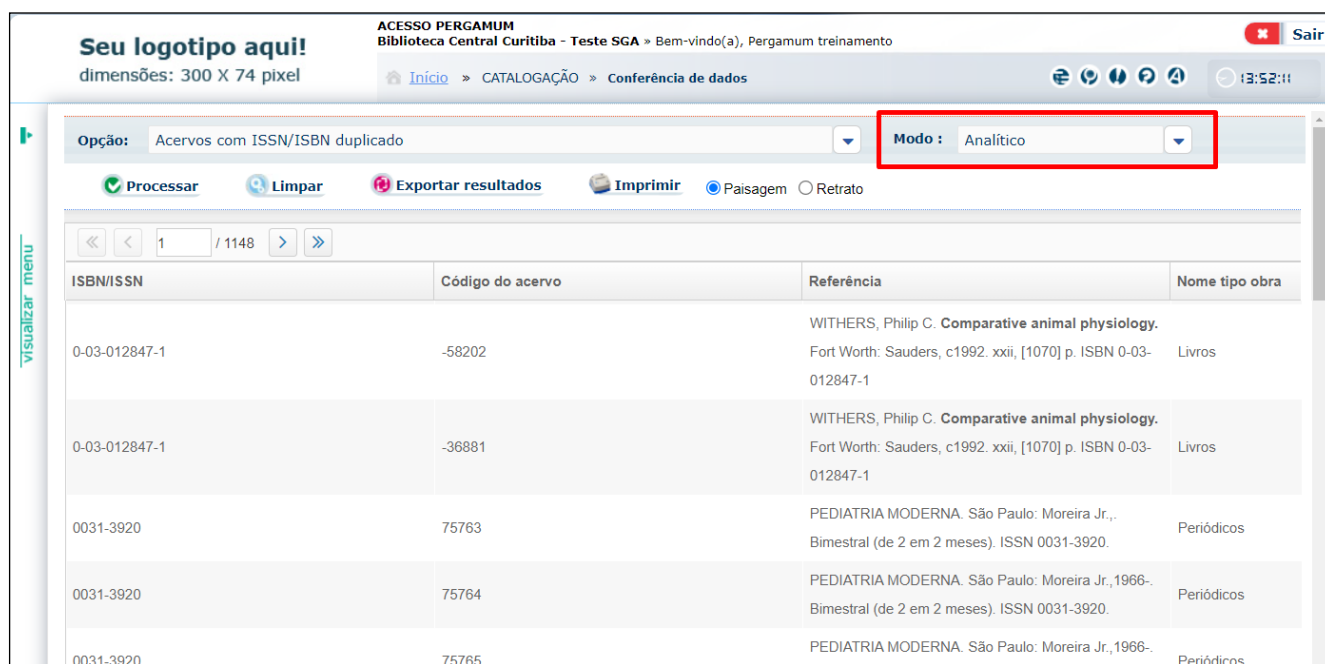 Seu logotipo aqui!
dimensões: 300 X 74 pixel
ACESSO PERGAMUM
Biblioteca Central Curitiba - Teste SGA » Bem-vindo(a), Pergamum treinamento
Sair
Início » CATALOGAÇÃO » Conferência de dados
13:52:11
visualizar menu
Opção: Acervos com ISSN/ISBN duplicado
Modo : Analítico
Processar Limpar Exportar resultados Imprimir Paisagem Retrato
1 / 1148
ISBN/ISSN Código do acervo Referência Nome tipo obra
WITHERS, Philip C. Comparative animal physiology.
0-03-012847-1 -58202 Fort Worth: Sauders, c1992. xxii, [1070] p. ISBN 0-03- Livros
012847-1
WITHERS, Philip C. Comparative animal physiology.
0-03-012847-1 -36881 Fort Worth: Sauders, c1992. xxii, [1070] p. ISBN 0-03- Livros
012847-1
PEDIATRIA MODERNA. São Paulo: Moreira Jr.,.
0031-3920 75763 Periódicos
Bimestral (de 2 em 2 meses). ISSN 0031-3920.
PEDIATRIA MODERNA. São Paulo: Moreira Jr.,1966-.
0031-3920 75764 Periódicos
Bimestral (de 2 em 2 meses). ISSN 0031-3920.
PEDIATRIA MODERNA. São Paulo: Moreira Jr.,1966-.
0031-3920 75765 Periódicos